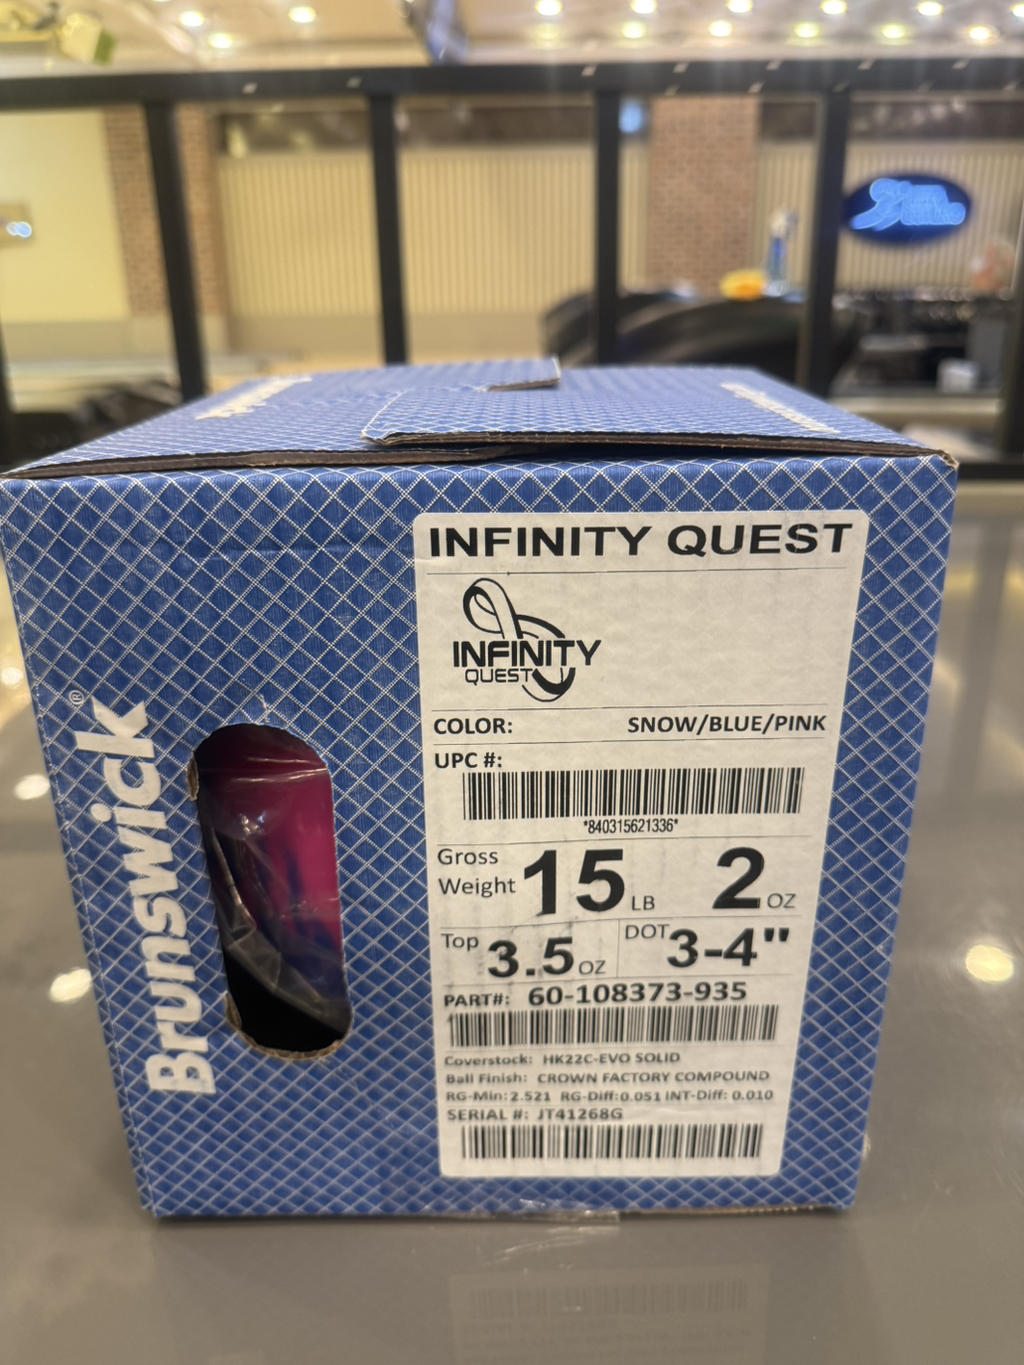 Brunswick®
INFINITY QUEST
INFINITY
QUEST
COLOR: SNOW/BLUE/PINK
UPC #:
*840315621336*
Gross Weight 15 LB 2 OZ
Top 3.5 OZ DOT 3-4"
PART#: 60-108373-935
Coverstock: HK22C-EVO SOLID
Ball Finish: CROWN FACTORY COMPOUND
RG-Min: 2.521 RG-Diff: 0.051 INT-Diff: 0.010
SERIAL #: JT41268G